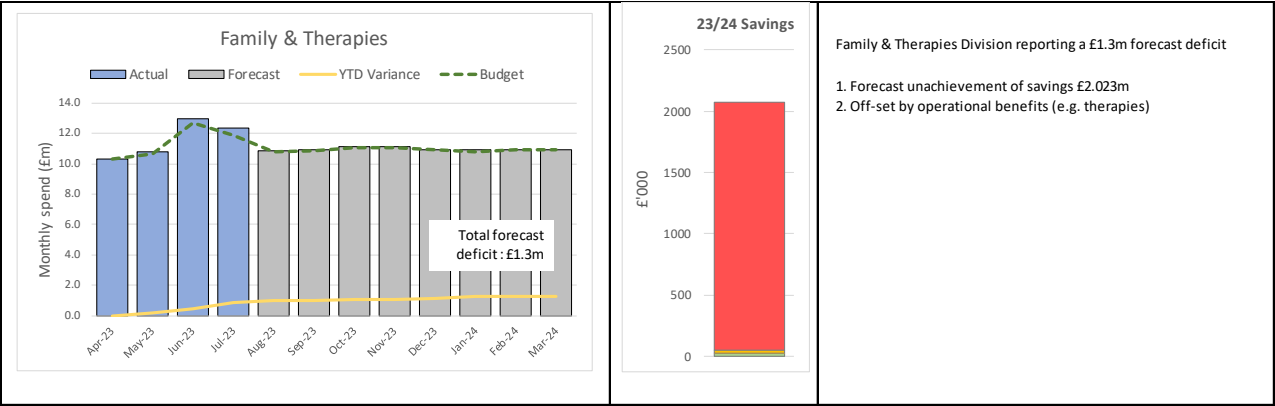 Family & Therapies
Actual Forecast YTD Variance Budget
Monthly spend (£m)
14.0
12.0
10.0
8.0
6.0
4.0
2.0
0.0
Total forecast
deficit : £1.3m
Apr-23 May-23 Jun-23 Jul-23 Aug-23 Sep-23 Oct-23 Nov-23 Dec-23 Jan-24 Feb-24 Mar-24
23/24 Savings
£'000
2500
2000
1500
1000
500
0
Family & Therapies Division reporting a £1.3m forecast deficit
1. Forecast unachievement of savings £2.023m
2. Off-set by operational benefits (e.g. therapies)